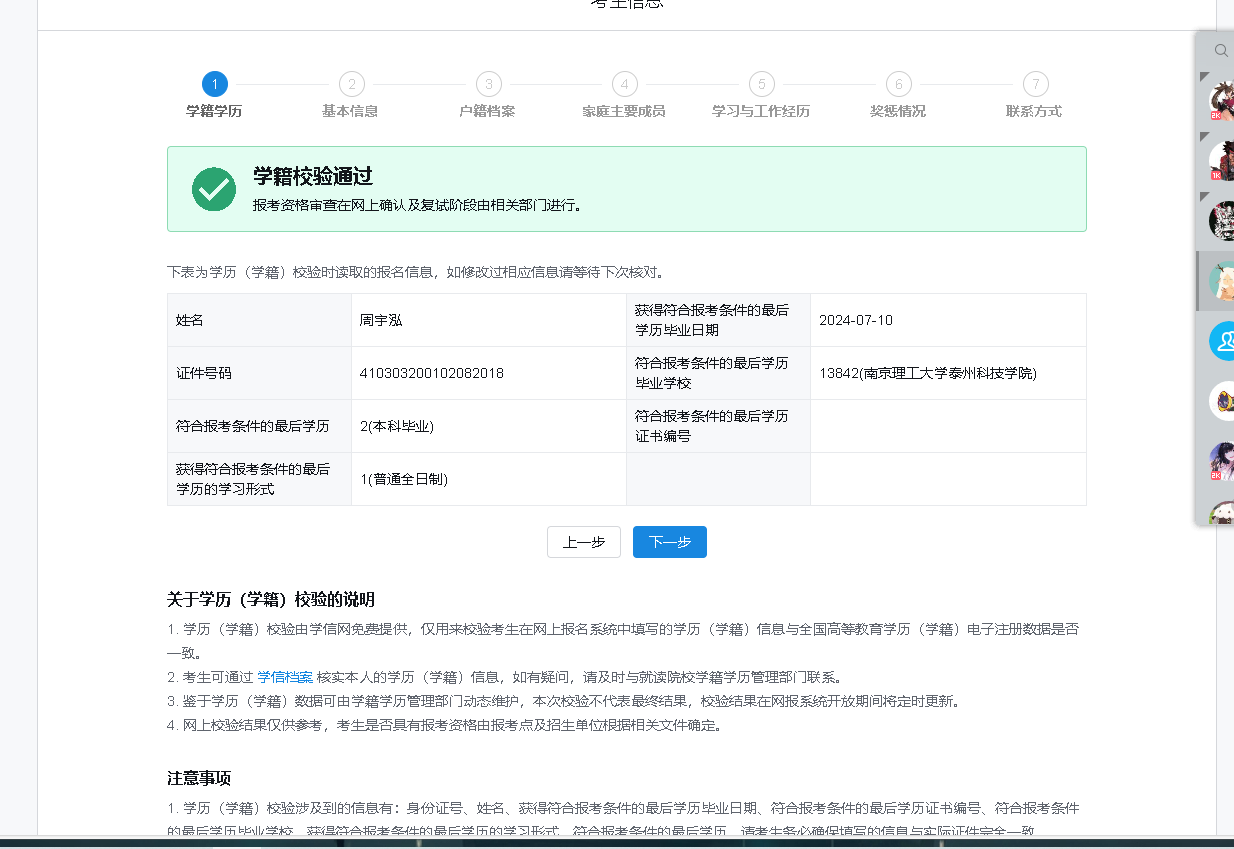 考生信息
1
2
3
4
5
6
7
学籍学历
基本信息
户籍档案
家庭主要成员
学习与工作经历
奖惩情况
联系方式
学籍校验通过
报考资格审查在网上确认及复试阶段由相关部门进行。
下表为学历（学籍）校验时读取的报名信息，如修改过相应信息请等待下次核对。
姓名
周宇泓
获得符合报考条件的最后
学历毕业日期
2024-07-10
证件号码
410303200102082018
符合报考条件的最后学历
毕业学校
13842(南京理工大学泰州科技学院)
符合报考条件的最后学历
2(本科毕业)
符合报考条件的最后学历
证书编号
获得符合报考条件的最后
学历的学习形式
1(普通全日制)
上一步
下一步
关于学历（学籍）校验的说明
1. 学历（学籍）校验由学信网免费提供，仅用来校验考生在网上报名系统中填写的学历（学籍）信息与全国高等教育学历（学籍）电子注册数据是否
一致。
2. 考生可通过 学信档案 核实本人的学历（学籍）信息，如有疑问，请及时与就读院校学籍学历管理部门联系。
3. 鉴于学历（学籍）数据可由学籍学历管理部门动态维护，本次校验不代表最终结果，校验结果在网报系统开放期间将定时更新。
4. 网上校验结果仅供参考，考生是否具有报考资格由报考点及招生单位根据相关文件确定。
注意事项
1. 学历（学籍）校验涉及到的信息有：身份证号、姓名、获得符合报考条件的最后学历毕业日期、符合报考条件的最后学历证书编号、符合报考条件
的最后学历毕业学校、获得符合报考条件的最后学历的学习形式、符合报考条件的最后学历，请考生务必确保填写的信息与实际证件完全一致
2K
1K
2K